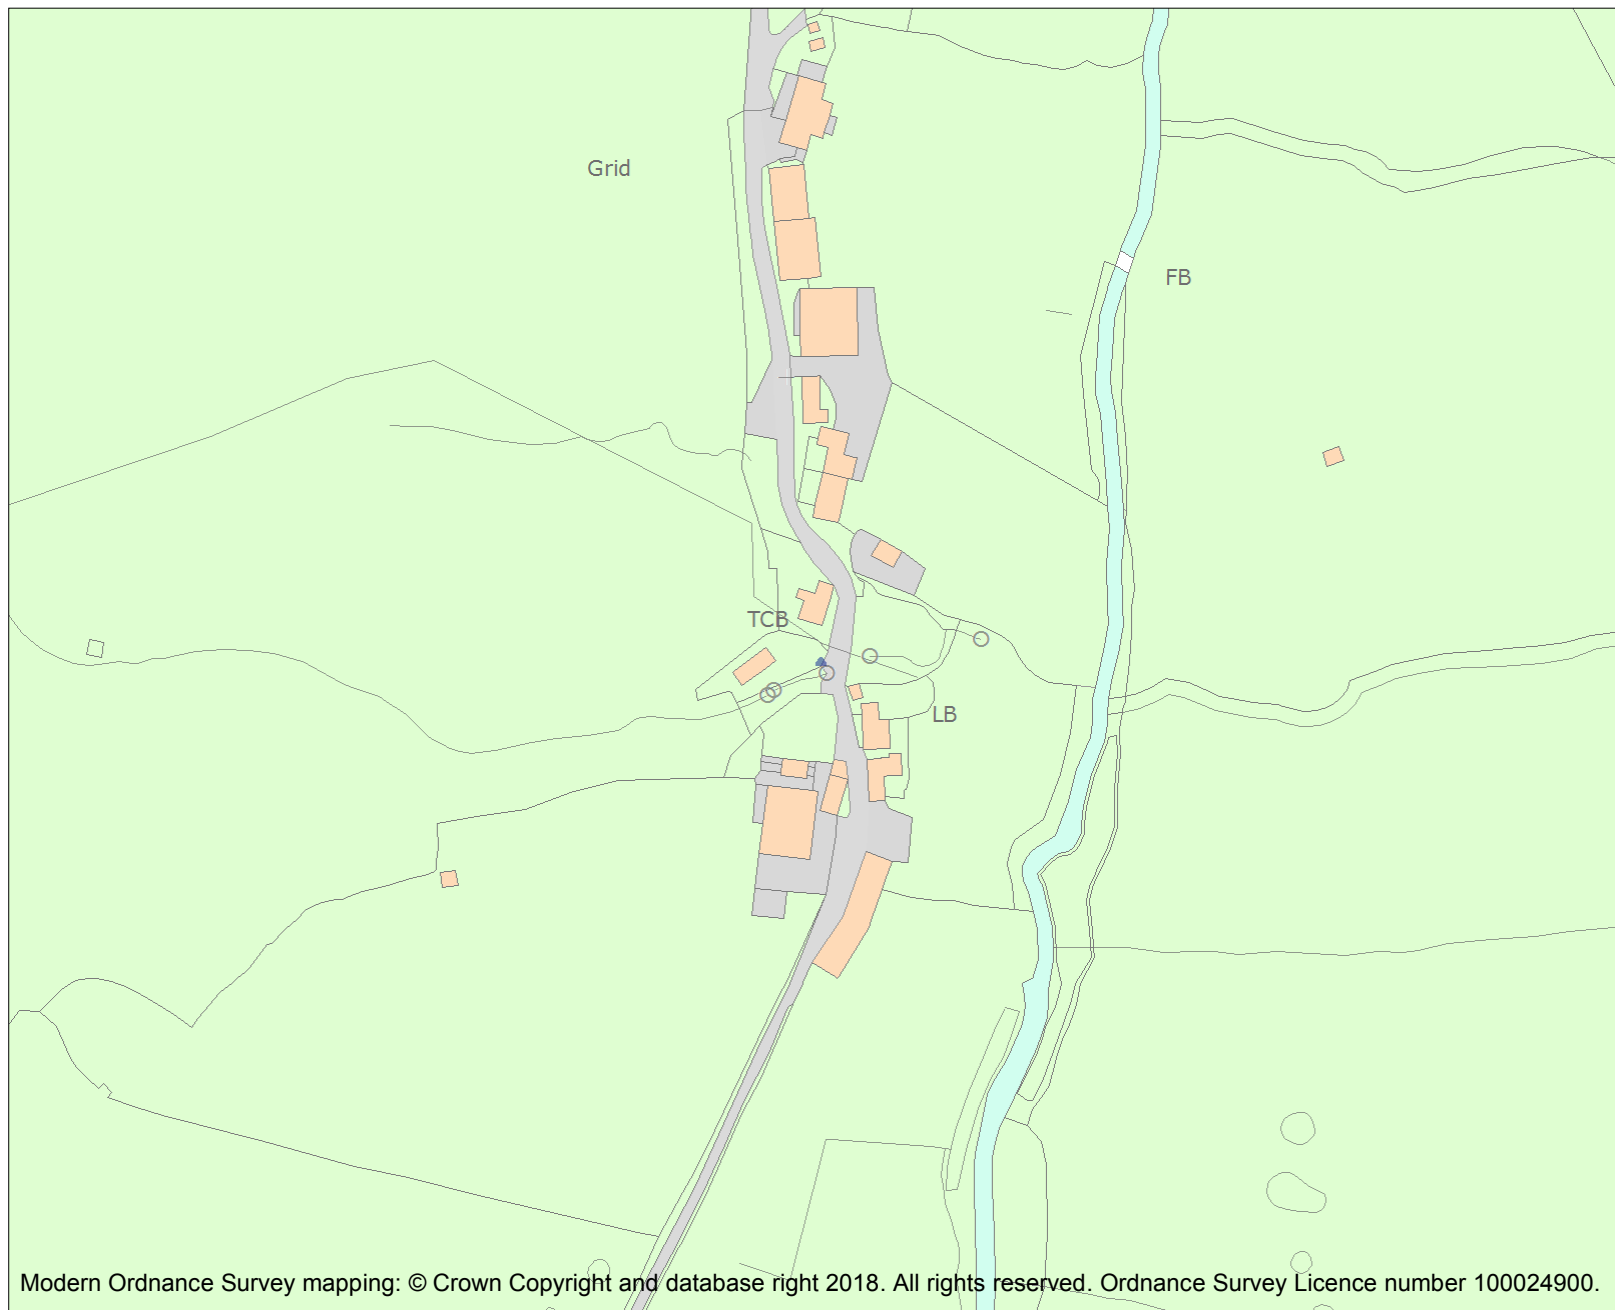 Grid
FB
TCB
LB
Modern Ordnance Survey mapping: © Crown Copyright and database right 2018. All rights reserved. Ordnance Survey Licence number 100024900.